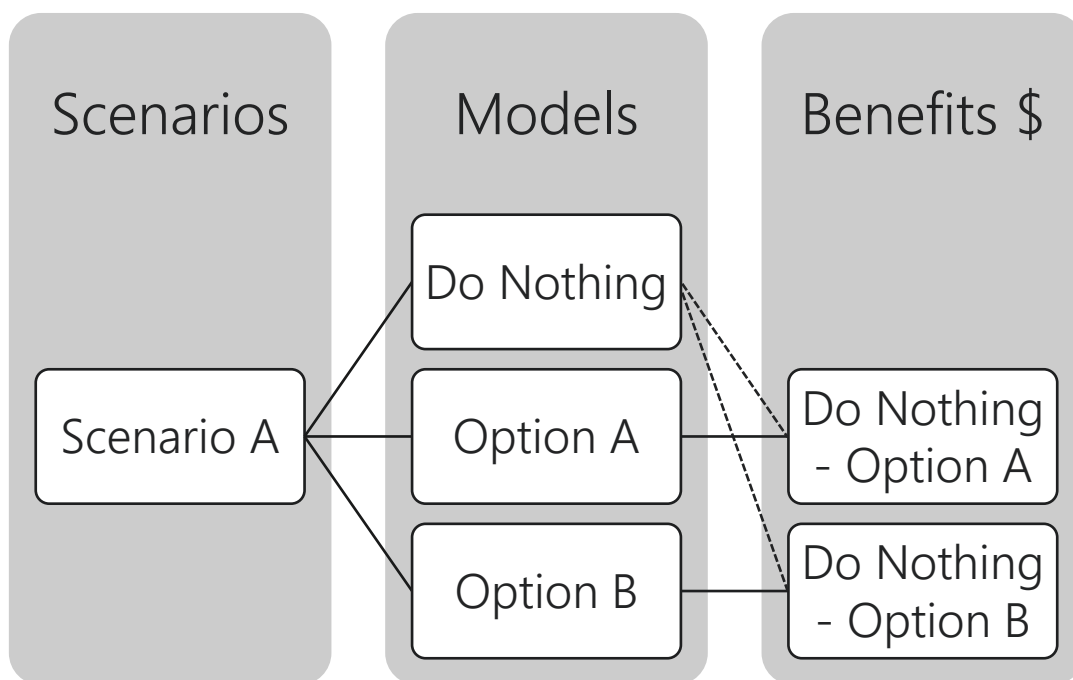 Scenarios
Models
Benefits $
Do Nothing
Scenario A
Option A
Do Nothing
- Option A
Option B
Do Nothing
- Option B